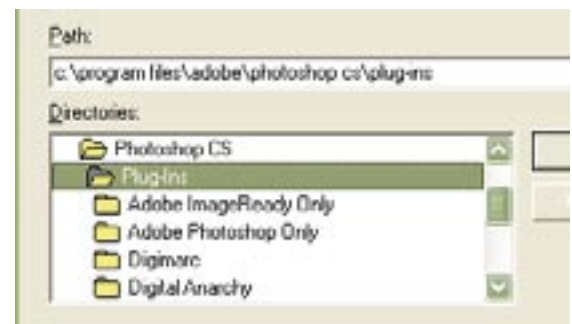 Path:
c:\program files\adobe\photoshop cs\plug-ins
Directories:
Photoshop CS
Plug-Ins
Adobe ImageReady Only
Adobe Photoshop Only
Digimarc
Digital Anarchy